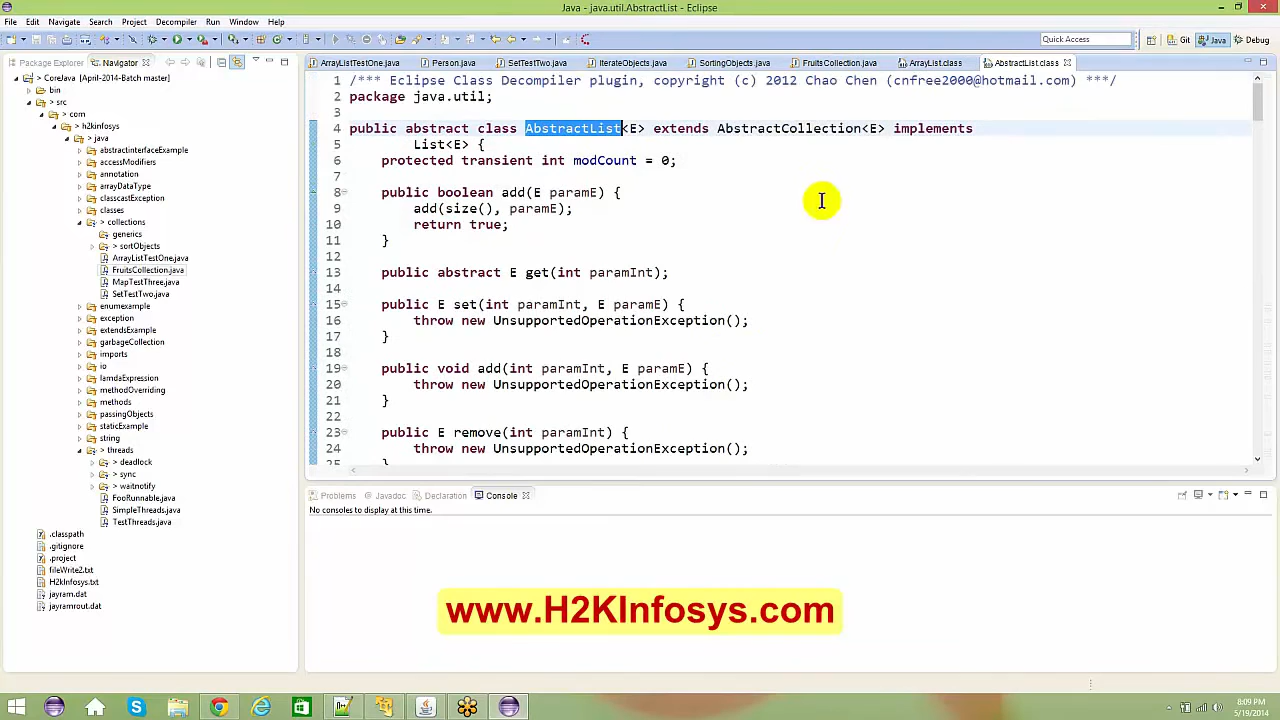 Java - java.util.AbstractList - Eclipse
File Edit Navigate Search Project Decompiler Run Window Help
Quick Access Git Java Debug
Package Explorer Navigator
ArrayListTestOne.java Person.java SetTestTwo.java IterateObjects.java SortingObjects.java FruitsCollection.java ArrayList.class AbstractList.class
> CoreJava [April-2014-Batch master]
bin
> src
> com
> h2kinfosys
> java
abstractinterfaceExample
accessModifiers
annotation
arrayDataType
classcastException
classes
> collections
generics
> sortObjects
ArrayListTestOne.java
FruitsCollection.java
MapTestThree.java
SetTestTwo.java
enumexample
exception
extendsExample
garbageCollection
imports
io
lamdaExpression
methodOverriding
methods
passingObjects
staticExample
string
> threads
> deadlock
> sync
> waitnotify
FooRunnable.java
SimpleThreads.java
TestThreads.java
.classpath
.gitignore
.project
fileWrite2.txt
H2kInfosys.txt
jayram.dat
jayramrout.dat
1 /*** Eclipse Class Decompiler plugin, copyright (c) 2012 Chao Chen (cnfree2000@hotmail.com) ***/
2 package java.util;
3
4 public abstract class AbstractList<E> extends AbstractCollection<E> implements
5 List<E> {
6 protected transient int modCount = 0;
7
8 public boolean add(E paramE) {
9 add(size(), paramE);
10 return true;
11 }
12
13 public abstract E get(int paramInt);
14
15 public E set(int paramInt, E paramE) {
16 throw new UnsupportedOperationException();
17 }
18
19 public void add(int paramInt, E paramE) {
20 throw new UnsupportedOperationException();
21 }
22
23 public E remove(int paramInt) {
24 throw new UnsupportedOperationException();
25 }
Problems Javadoc Declaration Console
No consoles to display at this time.
www.H2KInfosys.com
8:09 PM
5/19/2014